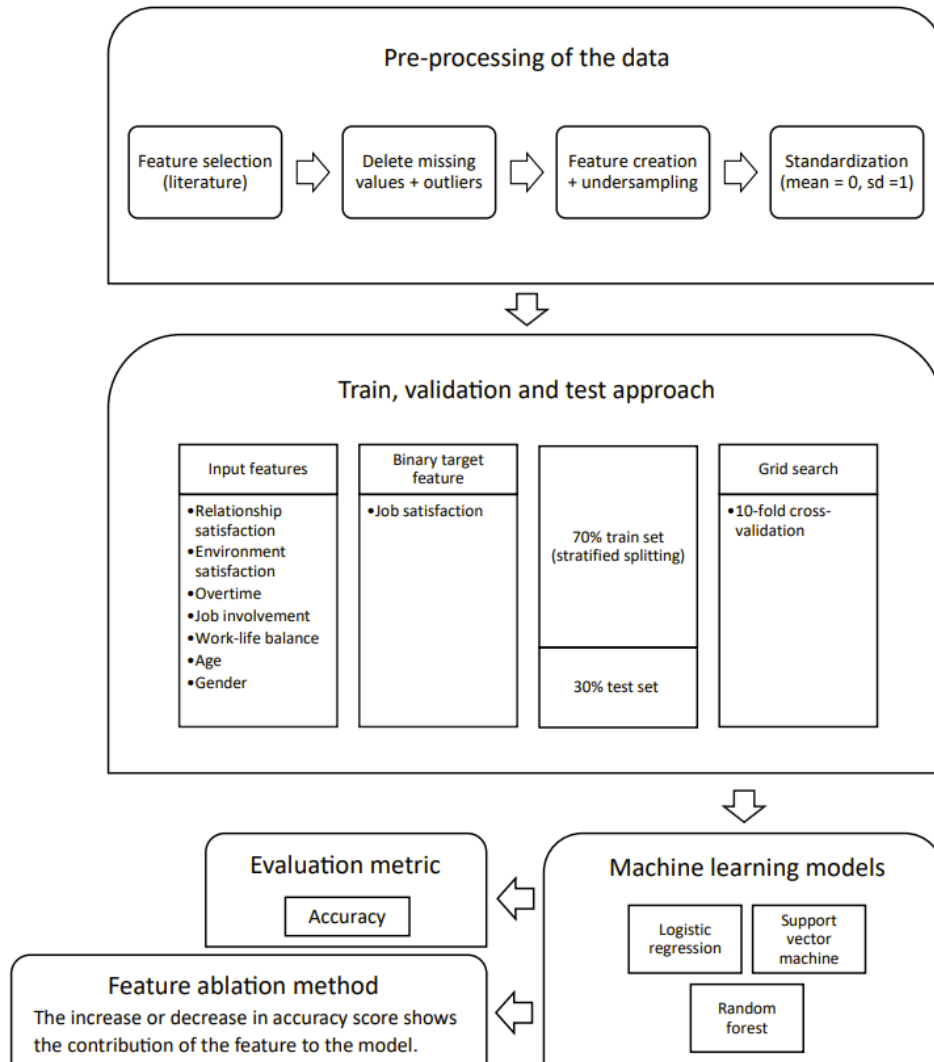 Pre-processing of the data
Feature selection
(literature)
Delete missing
values + outliers
Feature creation
+ undersampling
Standardization
(mean = 0, sd =1)
Train, validation and test approach
Input features
•Relationship
satisfaction
•Environment
satisfaction
•Overtime
•Job involvement
•Work-life balance
•Age
•Gender
Binary target
feature
•Job satisfaction
70% train set
(stratified splitting)
30% test set
Grid search
•10-fold cross-
validation
Evaluation metric
Accuracy
Machine learning models
Logistic
regression
Support
vector
machine
Random
forest
Feature ablation method
The increase or decrease in accuracy score shows
the contribution of the feature to the model.